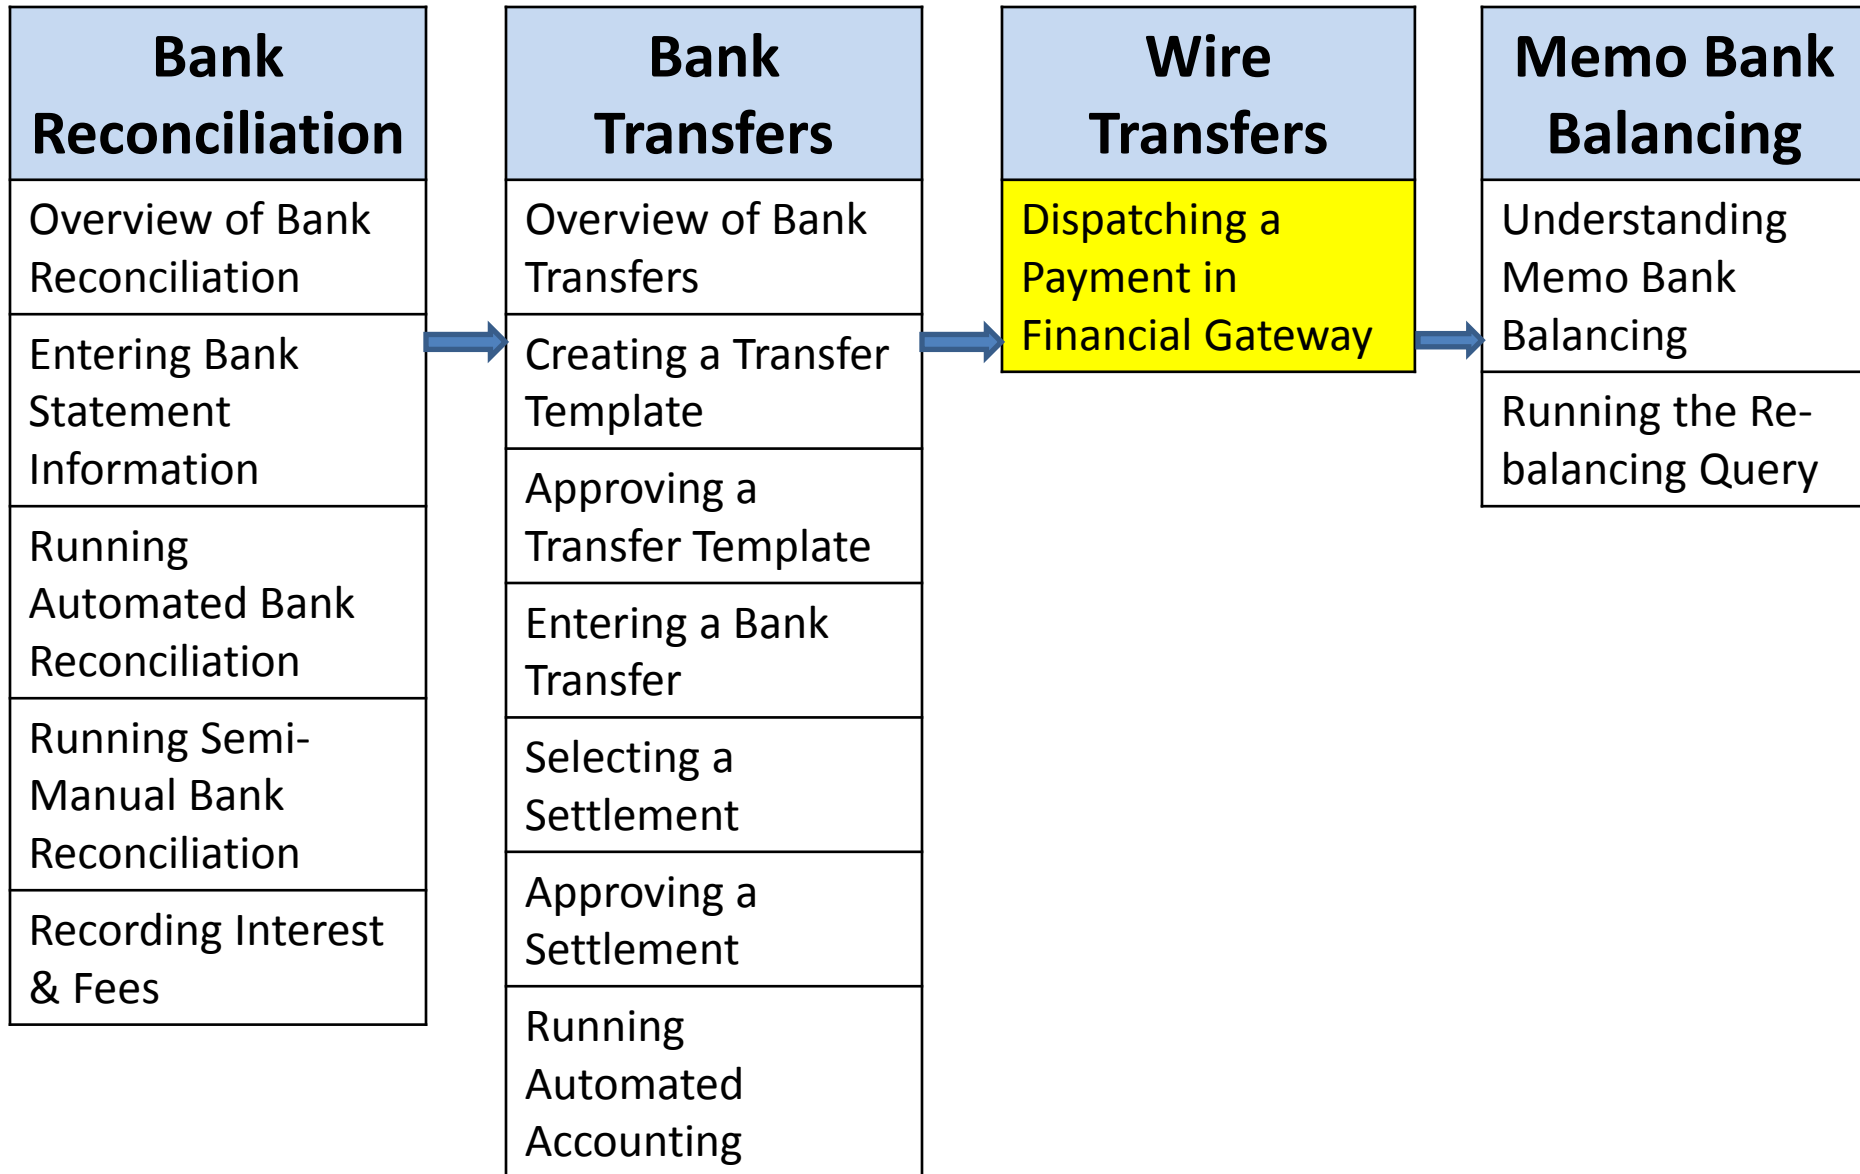 Bank
Reconciliation
Overview of Bank
Reconciliation
Entering Bank
Statement
Information
Running
Automated Bank
Reconciliation
Running Semi-
Manual Bank
Reconciliation
Recording Interest
& Fees
Bank
Transfers
Overview of Bank
Transfers
Creating a Transfer
Template
Approving a
Transfer Template
Entering a Bank
Transfer
Selecting a
Settlement
Approving a
Settlement
Running
Automated
Accounting
Wire
Transfers
Dispatching a
Payment in
Financial Gateway
Memo Bank
Balancing
Understanding
Memo Bank
Balancing
Running the Re-
balancing Query